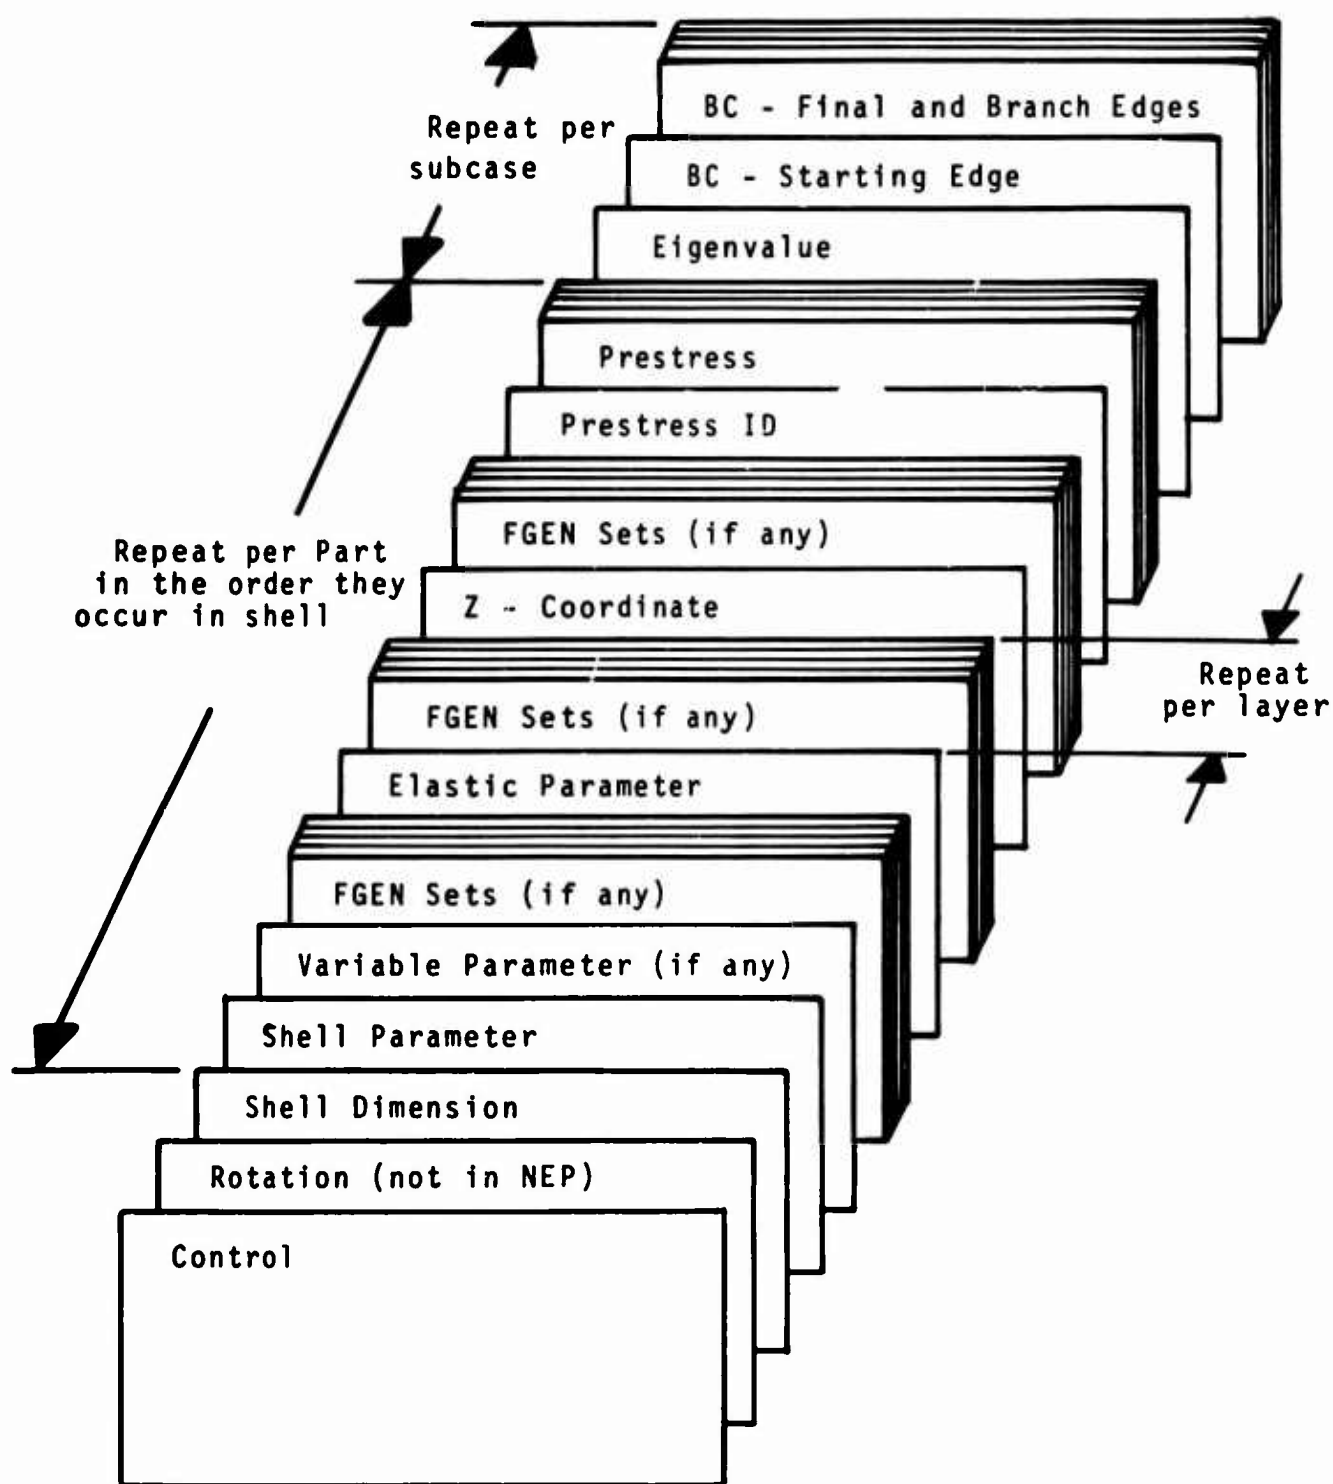 BC - Final and Branch Edges
Repeat per
subcase
BC - Starting Edge
Eigenvalue
Prestress
Prestress ID
FGEN Sets (if any)
Repeat per Part
in the order they
occur in shell
Z - Coordinate
Repeat
per layer
FGEN Sets (if any)
Elastic Parameter
FGEN Sets (if any)
Variable Parameter (if any)
Shell Parameter
Shell Dimension
Rotation (not in NEP)
Control